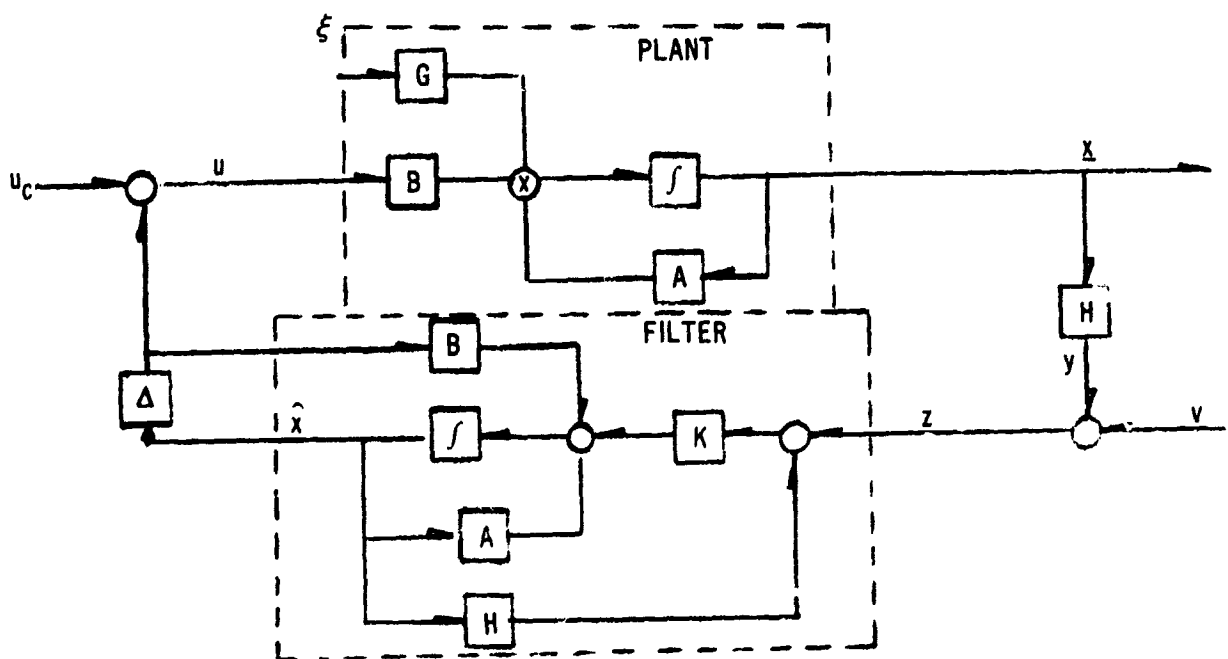 ξ
PLANT
G
u_c
u
B
X
∫
x
A
H
FILTER
B
y
Δ
x̂
∫
K
z
v
A
H